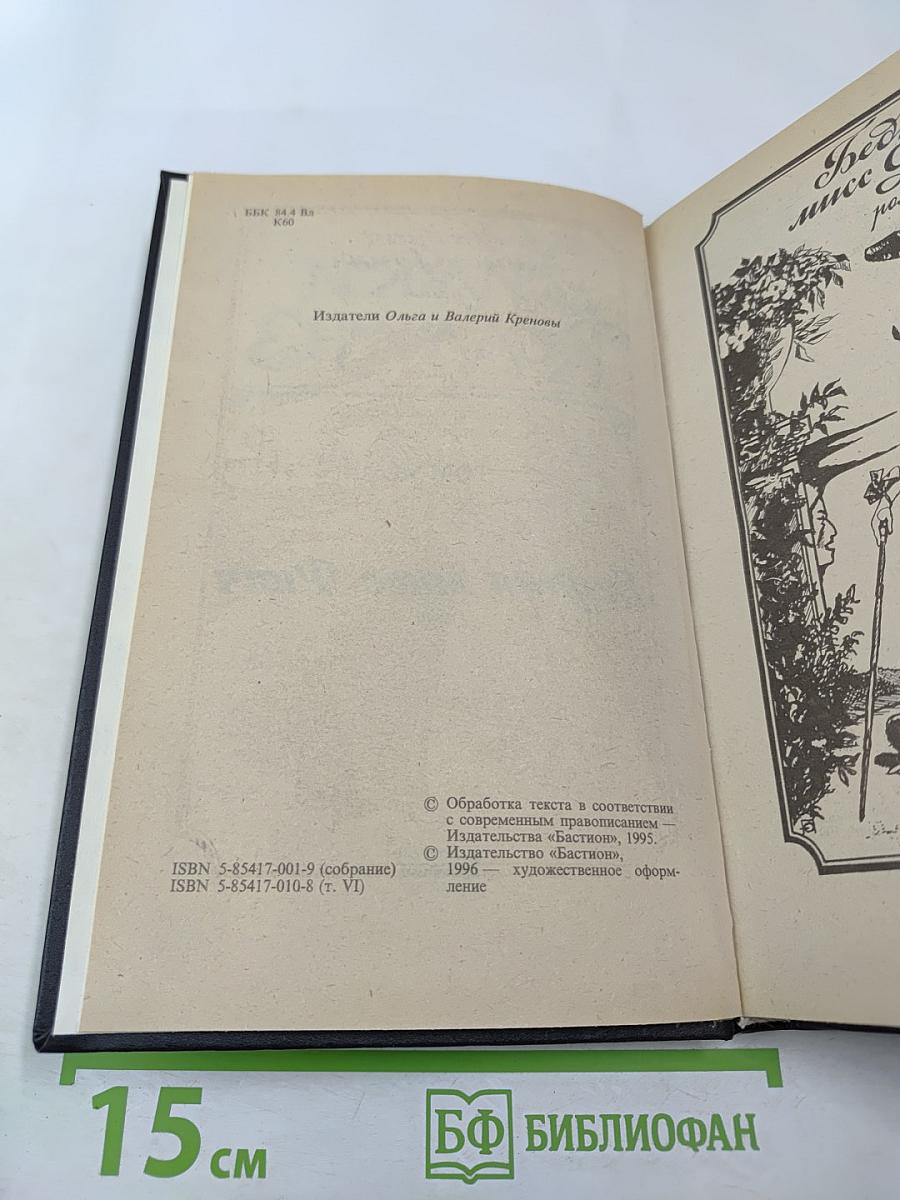 ББК 84.4 Вл
К60
Издатели Ольга и Валерий Креновы
© Обработка текста в соответствии
с современным правописанием —
Издательства «Бастион», 1995.
© Издательство «Бастион»,
1996 — художественное оформ-
ление
ISBN 5-85417-001-9 (собрание)
ISBN 5-85417-010-8 (т. VI)
мисс
15 см
БФ БИБЛИОФАН